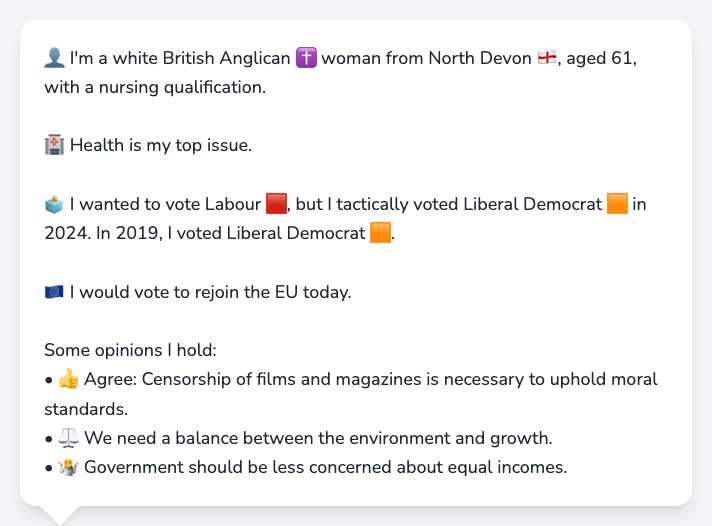 👤 I'm a white British Anglican ✝️ woman from North Devon 🏴󠁧󠁢󠁥󠁮󠁧󠁿, aged 61,
with a nursing qualification.
🏥 Health is my top issue.
🗳️ I wanted to vote Labour 🟥, but I tactically voted Liberal Democrat 🟧 in
2024. In 2019, I voted Liberal Democrat 🟧.
🇪🇺 I would vote to rejoin the EU today.
Some opinions I hold:
• 👍 Agree: Censorship of films and magazines is necessary to uphold moral
standards.
• ⚖️ We need a balance between the environment and growth.
• 🤷 Government should be less concerned about equal incomes.